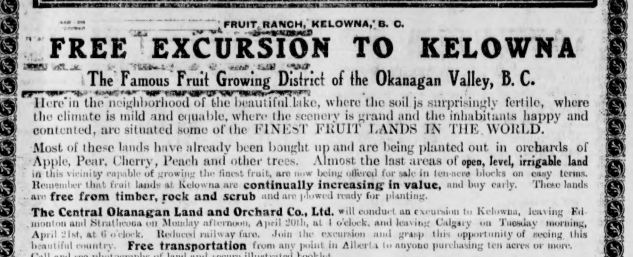 FRUIT RANCH, KELOWNA, B. C.
FREE EXCURSION TO KELOWNA
The Famous Fruit Growing District of the Okanagan Valley, B. C.
Here in the neighborhood of the beautiful lake, where the soil is surprisingly fertile, where
the climate is mild and equable, where the scenery is grand and the inhabitants happy and
contented, are situated some of the FINEST FRUIT LANDS IN THE WORLD.
Most of these lands have already been bought up and are being planted out in orchards of
Apple, Pear, Cherry, Peach and other trees. Almost the last areas of open, level, irrigable land
in this vicinity capable of growing the finest fruit, are now being offered for sale in ten-acre blocks on easy terms.
Remember that fruit lands at Kelowna are continually increasing in value, and buy early. These lands
are free from timber, rock and scrub and are plowed ready for planting.
The Central Okanagan Land and Orchard Co., Ltd. will conduct an excursion to Kelowna, leaving Ed-
monton and Strathcona on Monday afternoon, April 20th, at 4 o'clock, and leaving Calgary on Tuesday morning,
April 21st, at 6 o'clock. Reduced railway fare. Join the excursion and grasp this opportunity of seeing this
beautiful country. Free transportation from any point in Alberta to anyone purchasing ten acres or more.